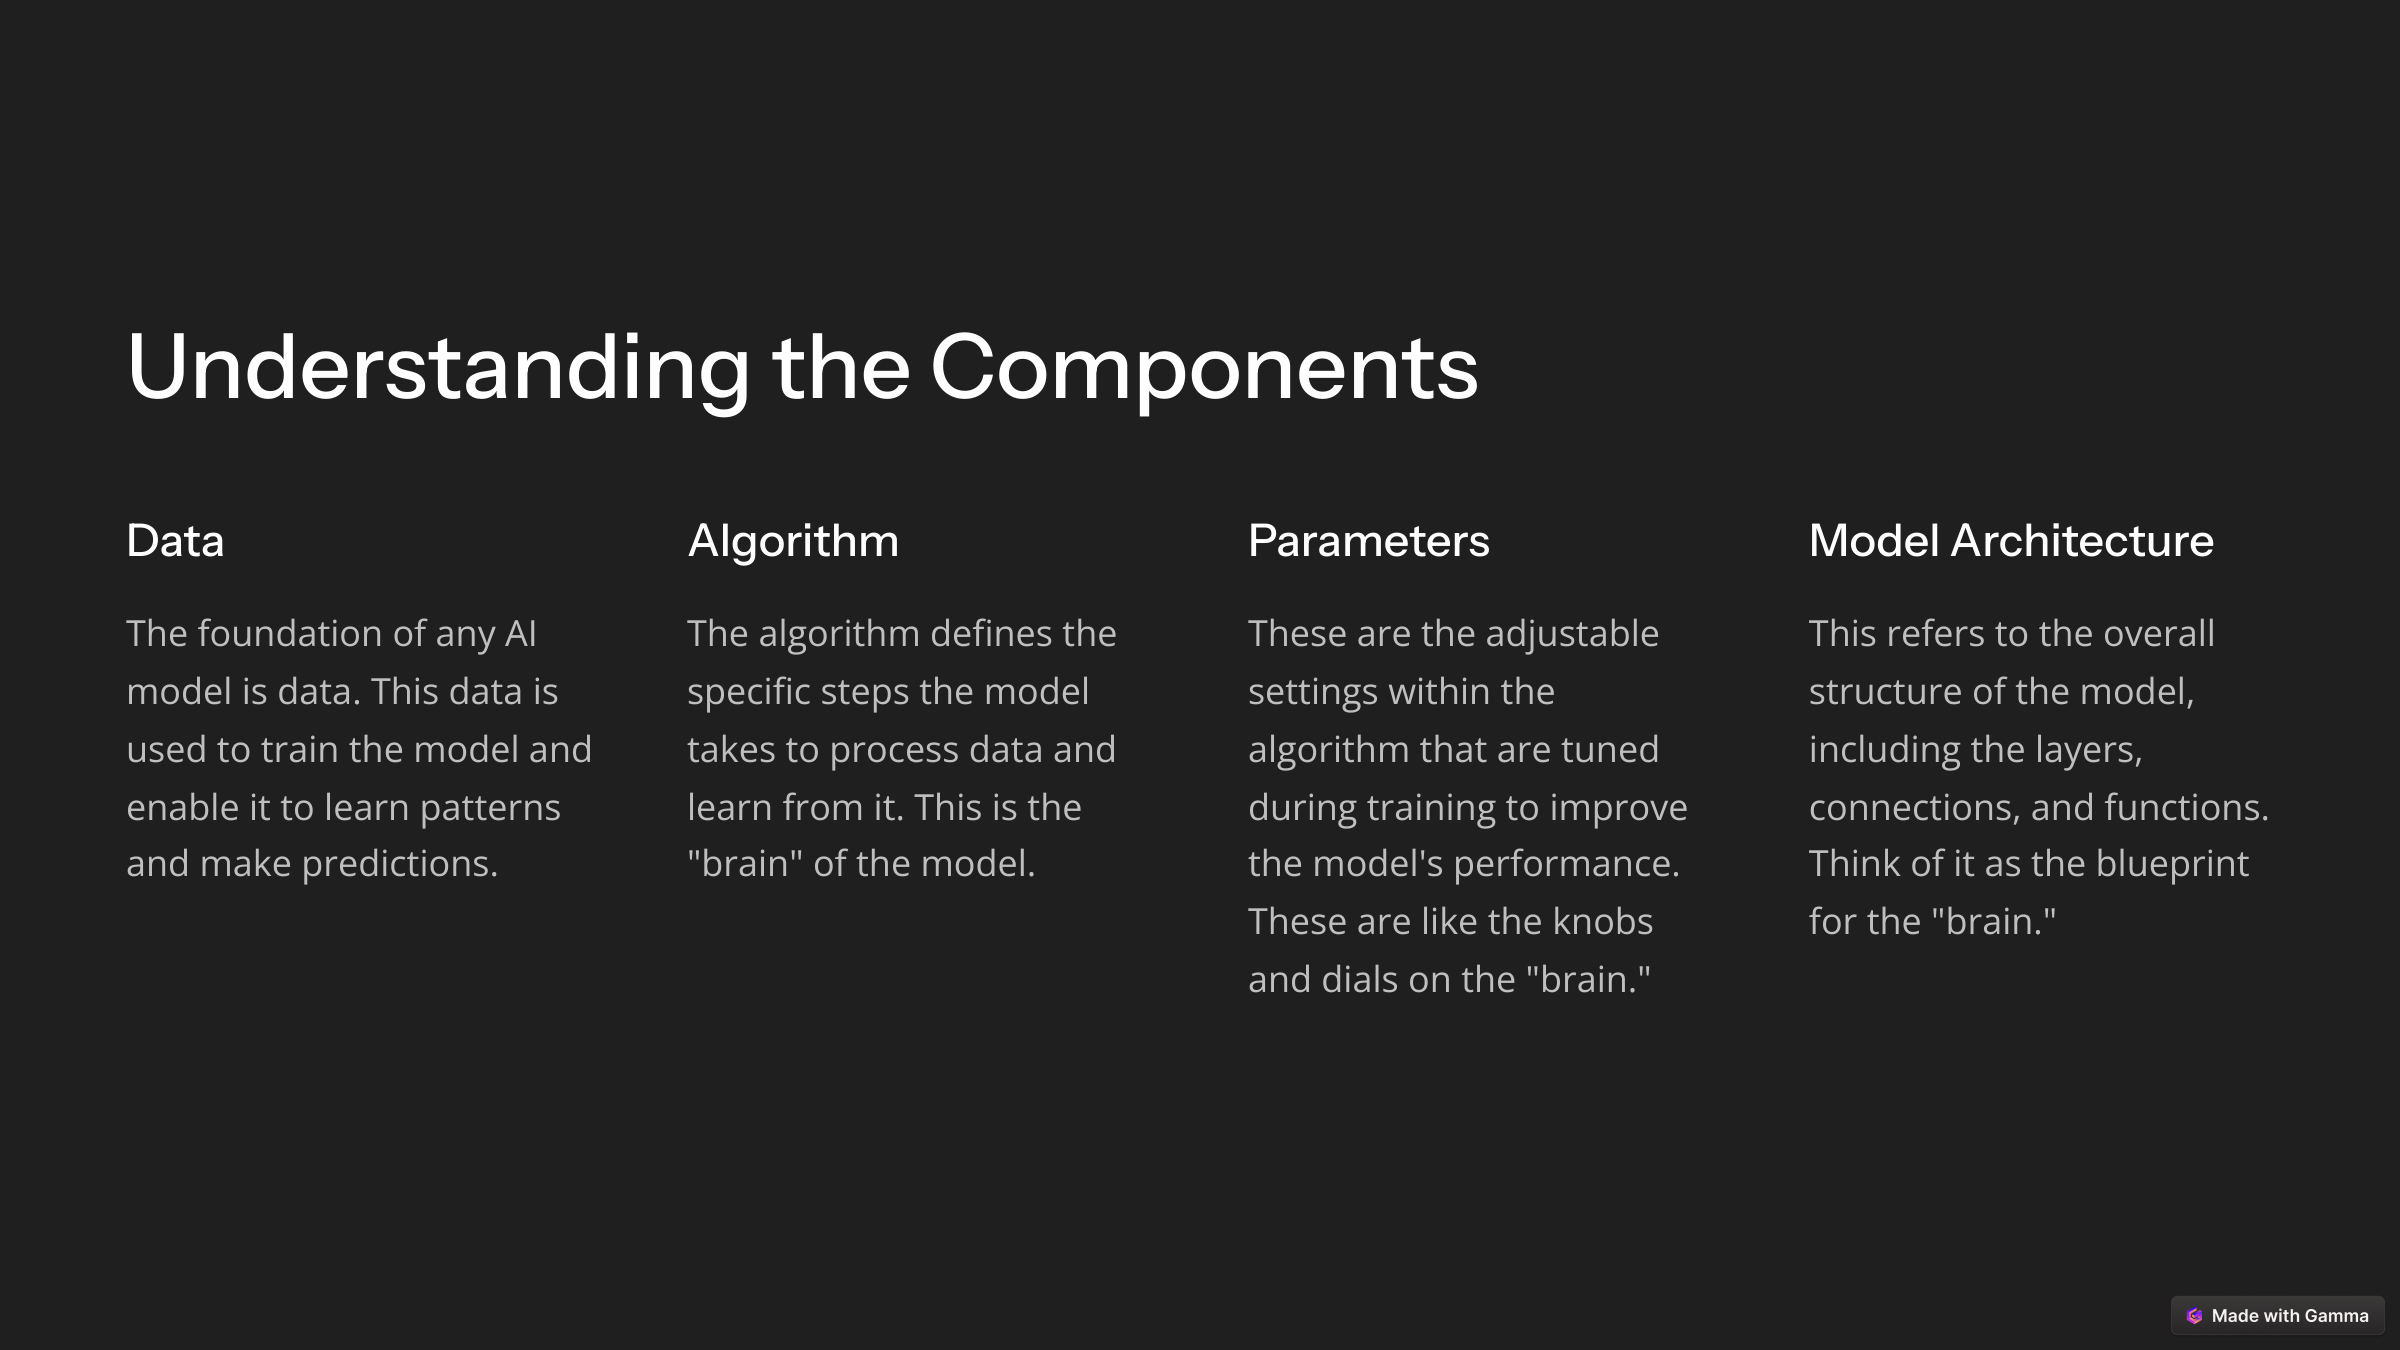 Understanding the Components
Data
The foundation of any AI
model is data. This data is
used to train the model and
enable it to learn patterns
and make predictions.
Algorithm
The algorithm defines the
specific steps the model
takes to process data and
learn from it. This is the
"brain" of the model.
Parameters
These are the adjustable
settings within the
algorithm that are tuned
during training to improve
the model's performance.
These are like the knobs
and dials on the "brain."
Model Architecture
This refers to the overall
structure of the model,
including the layers,
connections, and functions.
Think of it as the blueprint
for the "brain."
Made with Gamma